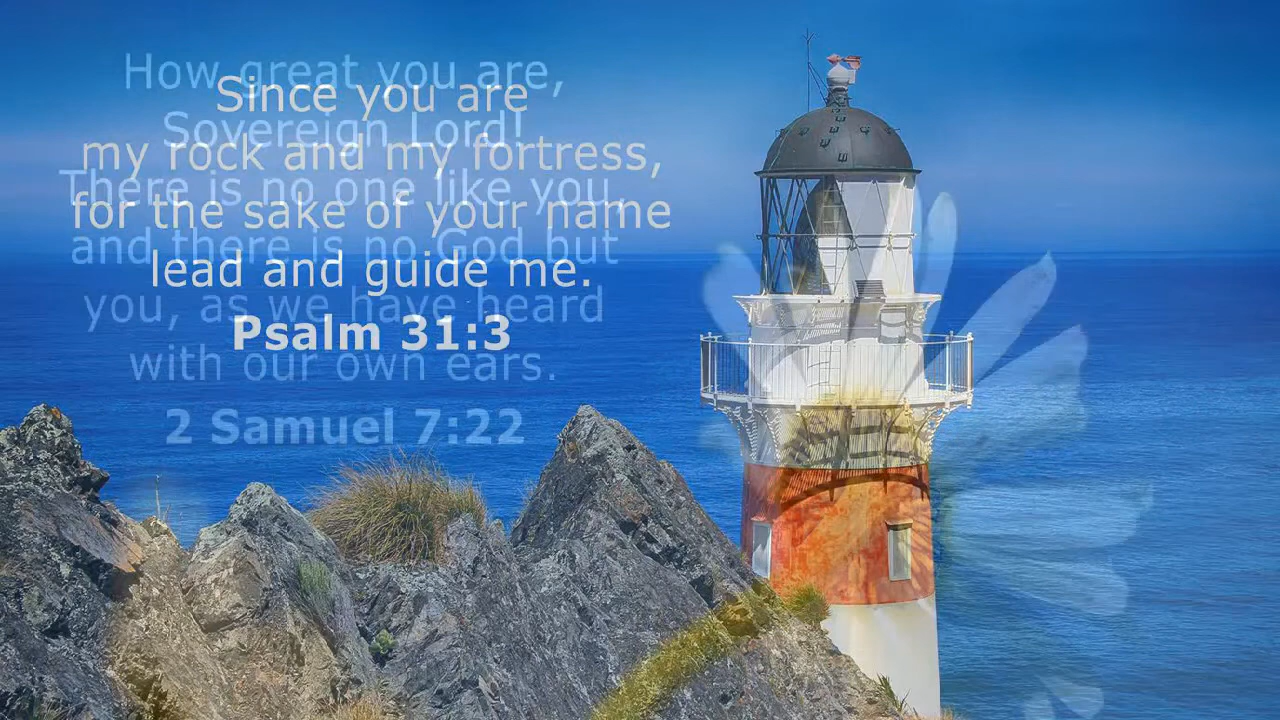 Since you are
my rock and my fortress,
for the sake of your name
lead and guide me.
Psalm 31:3
How great you are,
Sovereign Lord!
There is no one like you,
and there is no God but
you, as we have heard
with our own ears.
2 Samuel 7:22